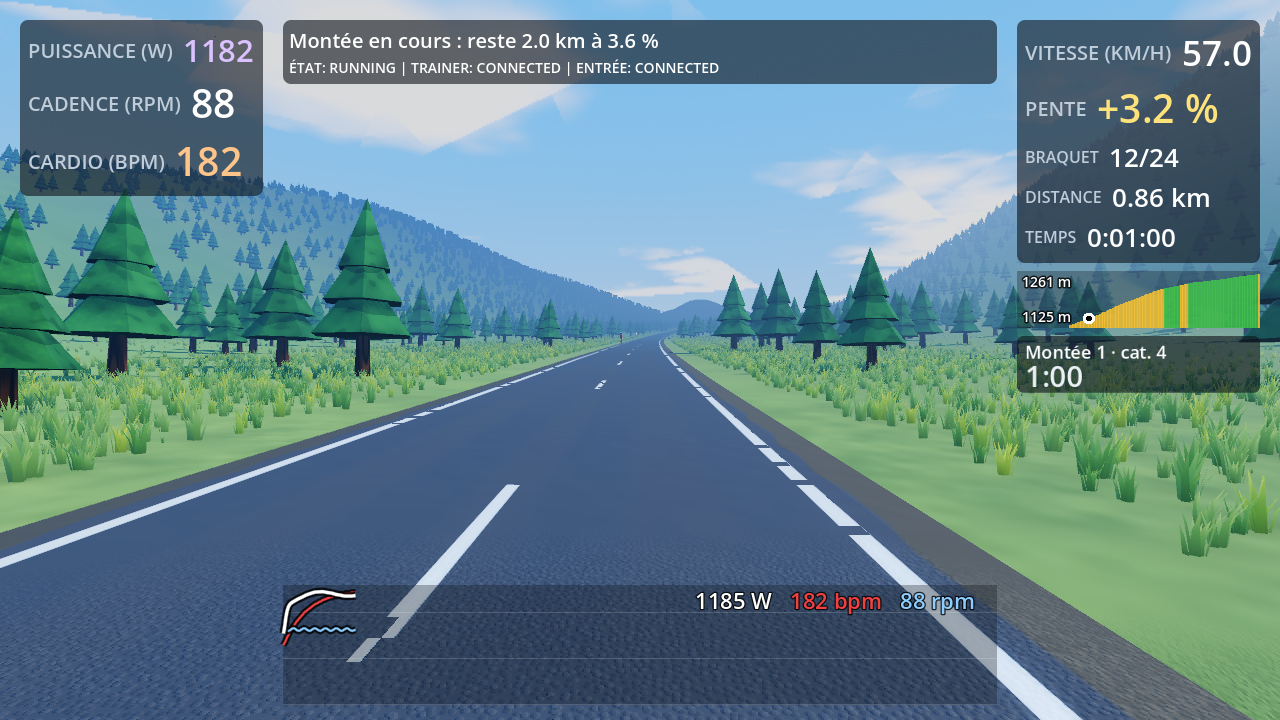 PUISSANCE (W) 1182
CADENCE (RPM) 88
CARDIO (BPM) 182
Montée en cours : reste 2.0 km à 3.6 %
ÉTAT: RUNNING | TRAINER: CONNECTED | ENTRÉE: CONNECTED
VITESSE (KM/H) 57.0
PENTE +3.2 %
BRAQUET 12/24
DISTANCE 0.86 km
TEMPS 0:01:00
1261 m
1125 m
Montée 1 · cat. 4
1:00
1185 W 182 bpm 88 rpm